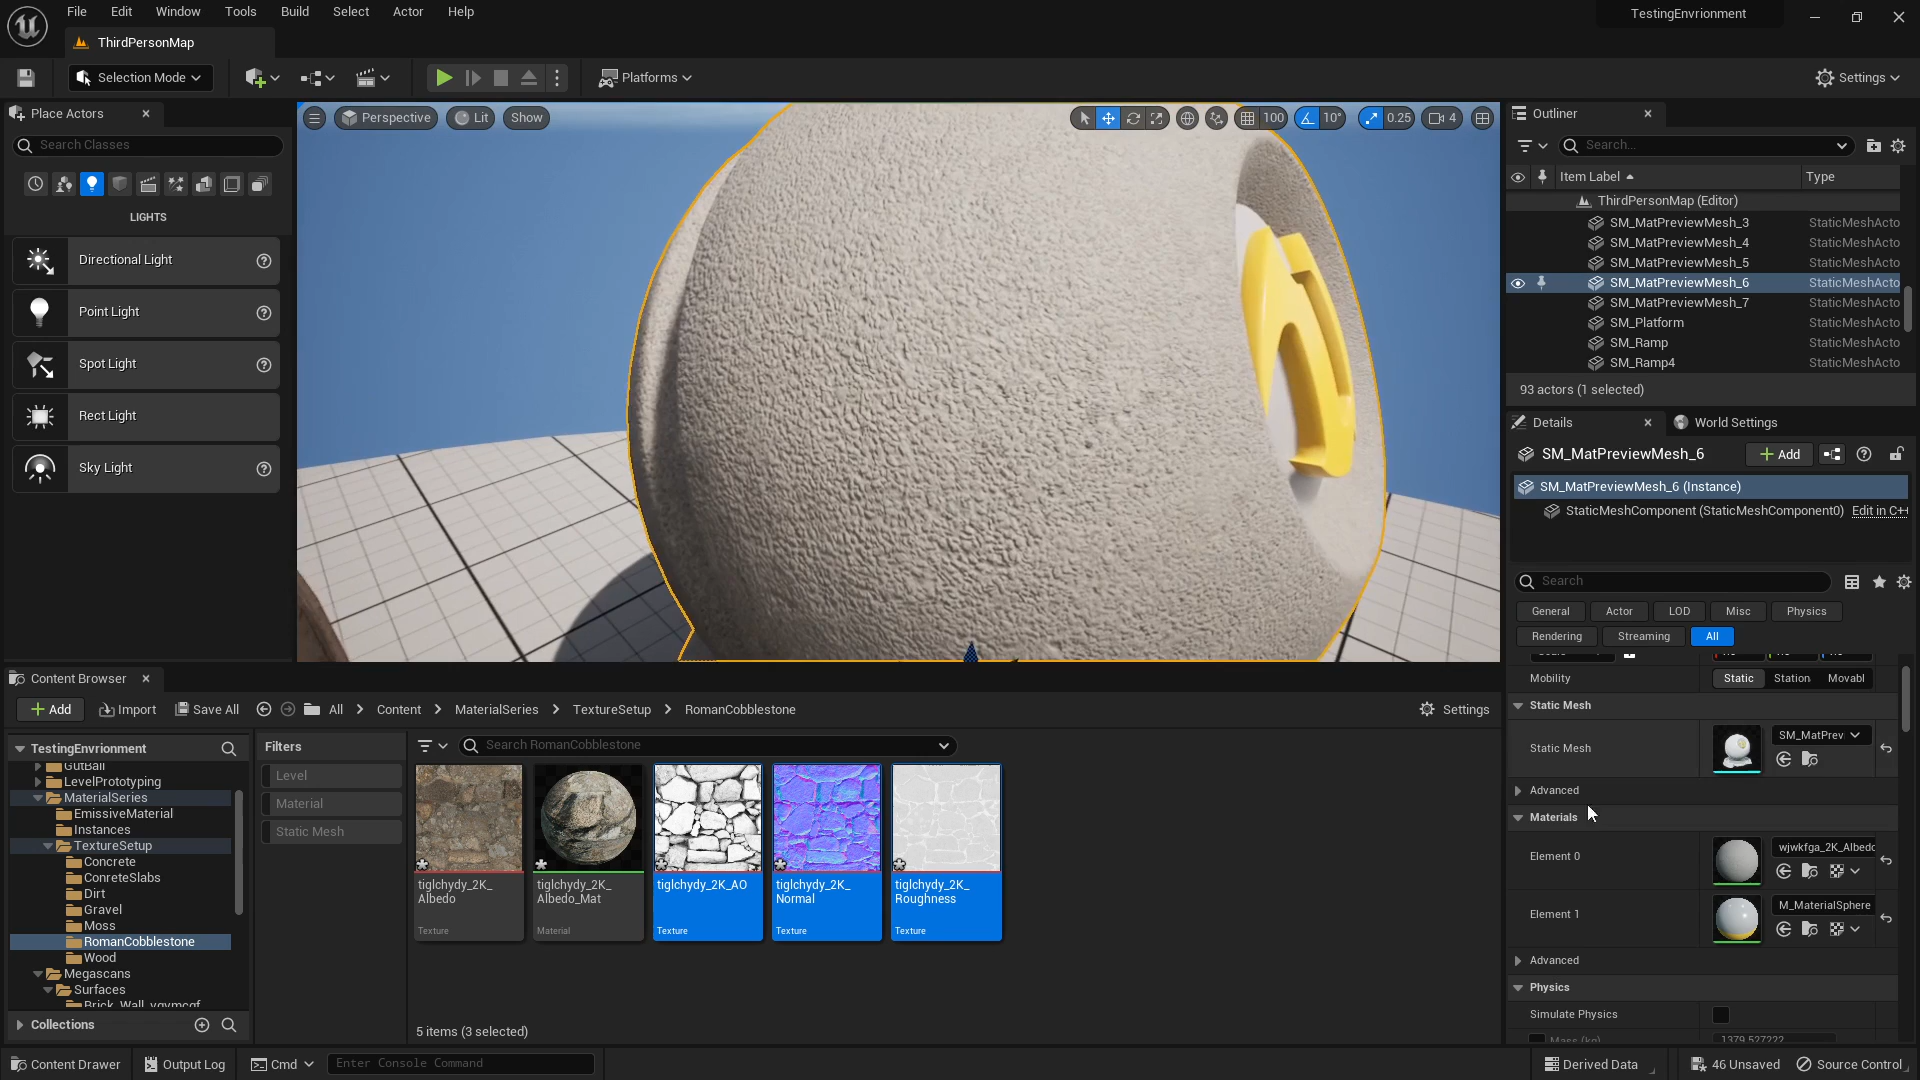 File Edit Window Tools Build Select Actor Help
TestingEnvrionment
ThirdPersonMap
Selection Mode
Platforms
Settings
Place Actors
Search Classes
LIGHTS
Directional Light
Point Light
Spot Light
Rect Light
Sky Light
Perspective Lit Show
100 10° 0.25 4
Outliner
Search...
Item Label Type
ThirdPersonMap (Editor)
SM_MatPreviewMesh_3 StaticMeshActo
SM_MatPreviewMesh_4 StaticMeshActo
SM_MatPreviewMesh_5 StaticMeshActo
SM_MatPreviewMesh_6 StaticMeshActo
SM_MatPreviewMesh_7 StaticMeshActo
SM_Platform StaticMeshActo
SM_Ramp StaticMeshActo
SM_Ramp4 StaticMeshActo
93 actors (1 selected)
Details World Settings
SM_MatPreviewMesh_6 Add
SM_MatPreviewMesh_6 (Instance)
StaticMeshComponent (StaticMeshComponent0) Edit in C++
Search
General Actor LOD Misc Physics
Rendering Streaming All
Mobility Static Station Movabl
Static Mesh
Static Mesh SM_MatPrev
Advanced
Materials
Element 0 wjwkfga_2K_Albedo
Element 1 M_MaterialSphere
Advanced
Physics
Simulate Physics
Mass (kg) 1379.527222
Content Browser
Add Import Save All All > Content > MaterialSeries > TextureSetup > RomanCobblestone
Settings
TestingEnvrionment
GutBall
LevelPrototyping
MaterialSeries
EmissiveMaterial
Instances
TextureSetup
Concrete
ConreteSlabs
Dirt
Gravel
Moss
RomanCobblestone
Wood
Megascans
Surfaces
Collections
Filters
Level
Material
Static Mesh
Search RomanCobblestone
tiglchydy_2K_
Albedo
Texture
tiglchydy_2K_
Albedo_Mat
Material
tiglchydy_2K_AO
Texture
tiglchydy_2K_
Normal
Texture
tiglchydy_2K_
Roughness
Texture
5 items (3 selected)
Content Drawer Output Log Cmd Enter Console Command
Derived Data 46 Unsaved Source Control